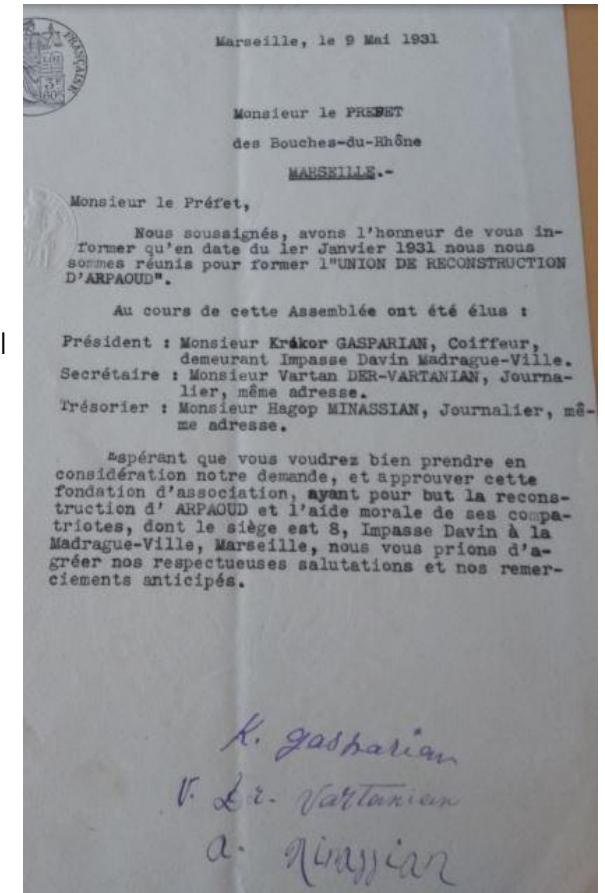 FRANÇAISE
LOI
3F
60c
Marseille, le 9 Mai 1931
Monsieur le PREFET
des Bouches-du-Rhône
MARSEILLE.-
Monsieur le Préfet,
Nous soussignés, avons l'honneur de vous in-
former qu'en date du 1er Janvier 1931 nous nous
sommes réunis pour former l"UNION DE RECONSTRUCTION
D'ARPAOUD".
Au cours de cette Assemblée ont été élus :
Président : Monsieur Krikor GASPARIAN, Coiffeur,
demeurant Impasse Davin Madrague-Ville.
Secrétaire : Monsieur Vartan DER-VARTANIAN, Journa-
lier, même adresse.
Trésorier : Monsieur Hagop MINASSIAN, Journalier, mê-
me adresse.
Espérant que vous voudrez bien prendre en
considération notre demande, et approuver cette
fondation d'association, ayant pour but la recons-
truction d' ARPAOUD et l'aide morale de ses compa-
triotes, dont le siège est 8, Impasse Davin à la
Madrague-Ville, Marseille, nous vous prions d'a-
gréer nos respectueuses salutations et nos remer-
ciements anticipés.
K. gasparian
V. Dr. Vartanian
a.